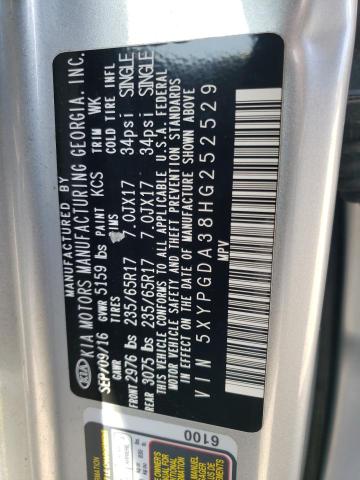 MANUFACTURED BY
KIA MOTORS MANUFACTURING GEORGIA, INC.
KIA
SEP/09/16 GVWR 5159 lbs PAINT KCS TRIM WK
GAWR TIRES RIMS COLD TIRE INFL
FRONT 2976 lbs 235/65R17 7.0JX17 34psi SINGLE
REAR 3075 lbs 235/65R17 7.0JX17 34psi SINGLE
THIS VEHICLE CONFORMS TO ALL APPLICABLE U.S.A. FEDERAL
MOTOR VEHICLE SAFETY AND THEFT PREVENTION STANDARDS
IN EFFECT ON THE DATE OF MANUFACTURE SHOWN ABOVE
VIN 5XYPGDA38HG252529
MPV
6100